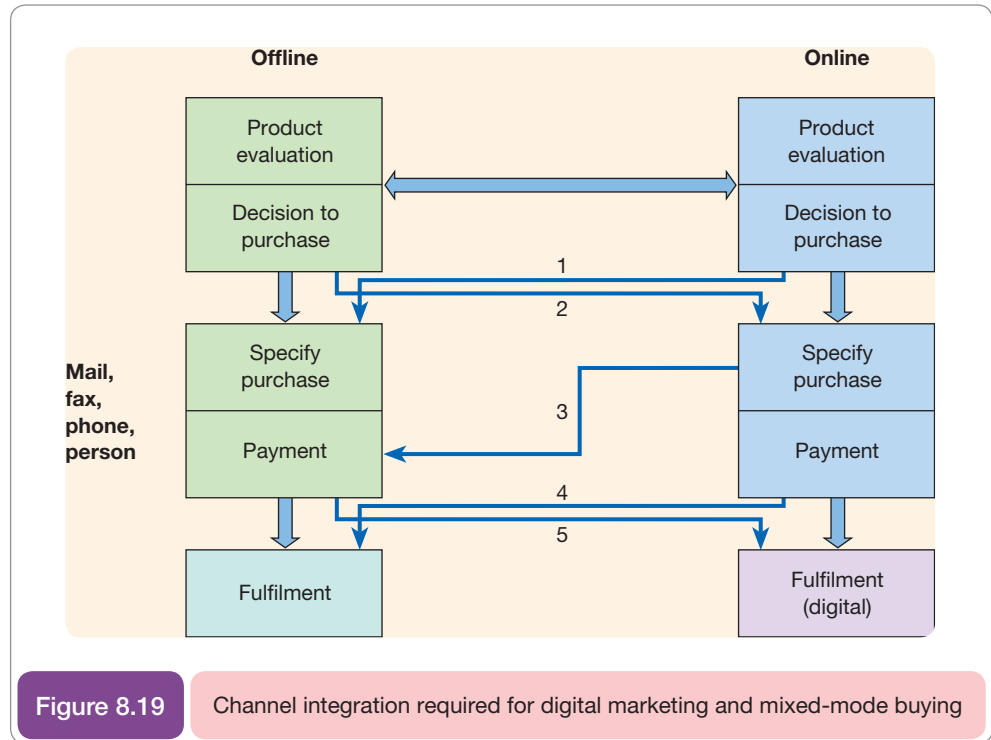 Offline
Online
Product
evaluation
Product
evaluation
Decision to
purchase
Decision to
purchase
1
2
Specify
purchase
Specify
purchase
Mail,
fax,
phone,
person
3
Payment
Payment
4
5
Fulfilment
Fulfilment
(digital)
Figure 8.19
Channel integration required for digital marketing and mixed-mode buying